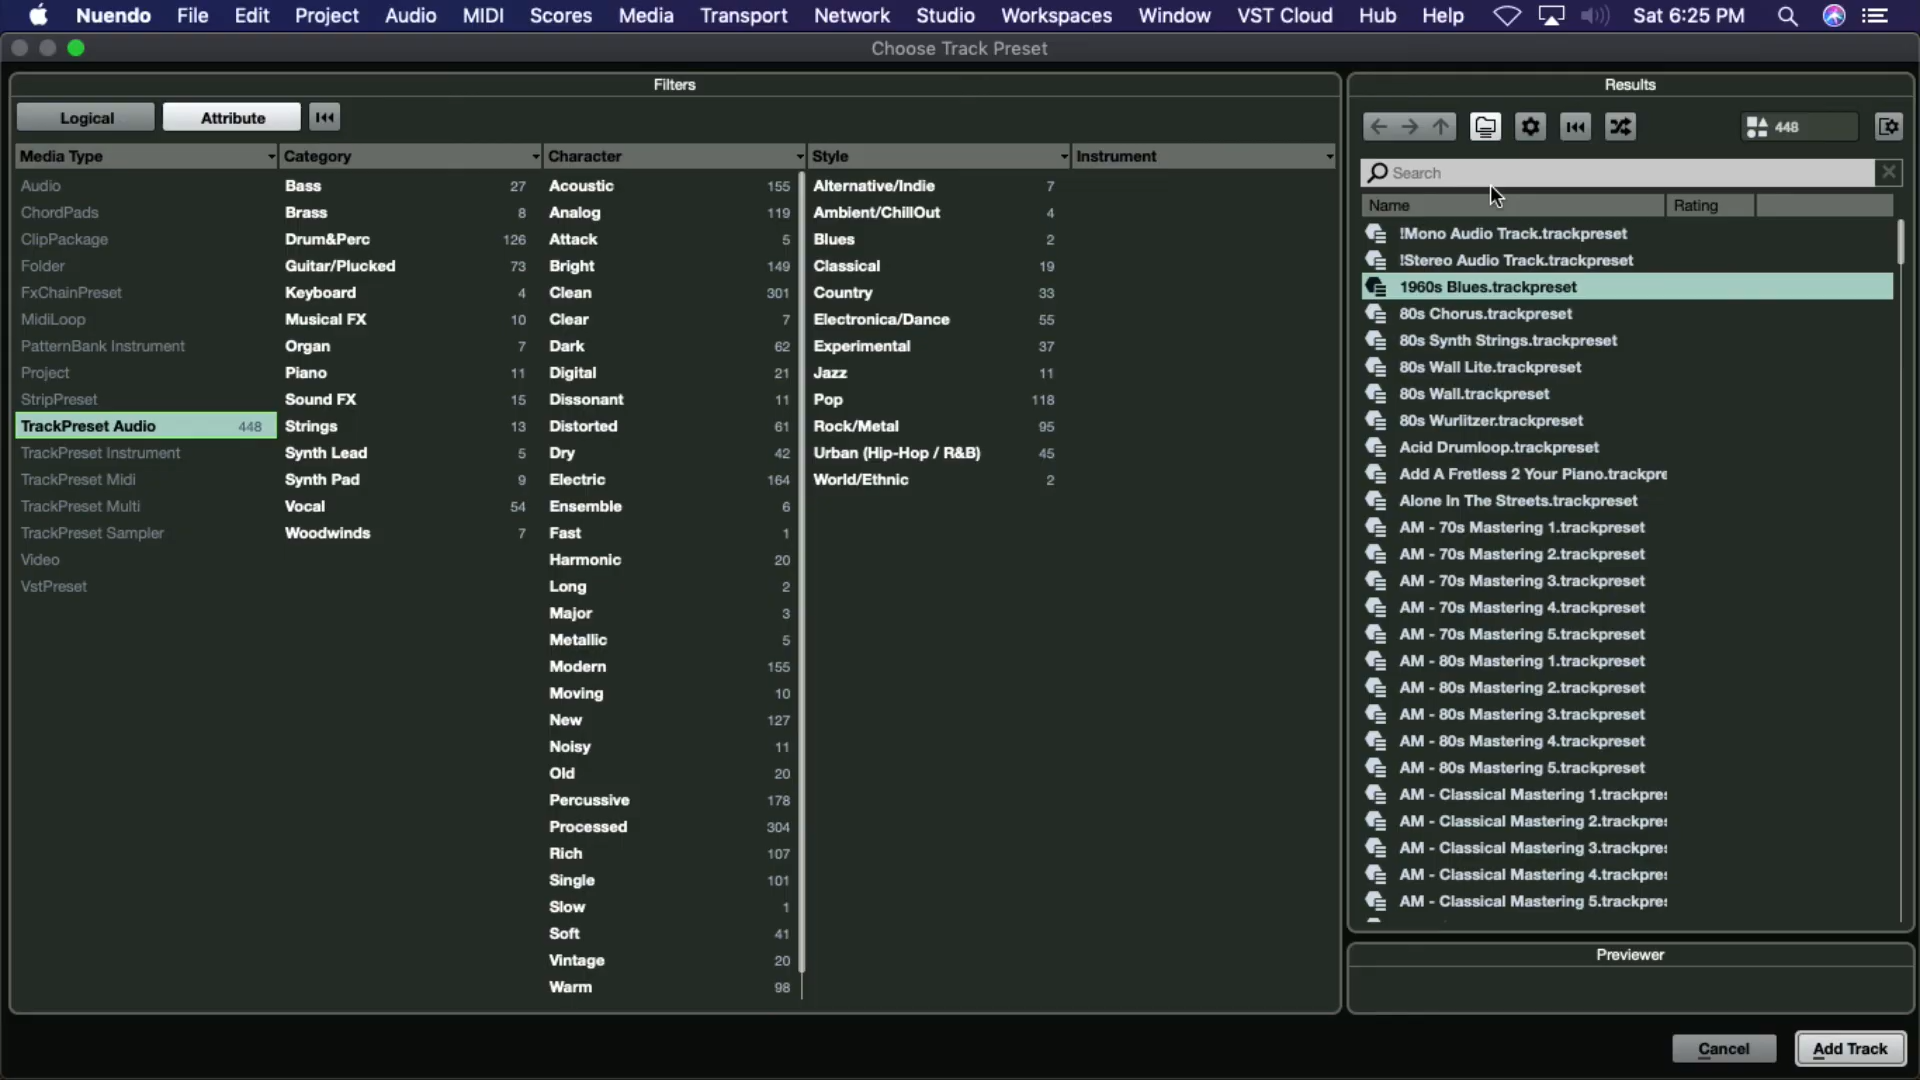 Nuendo File Edit Project Audio MIDI Scores Media Transport Network Studio Workspaces Window VST Cloud Hub Help Sat 6:25 PM
Choose Track Preset
Filters
Logical Attribute
Media Type Category Character Style Instrument
Audio
ChordPads
ClipPackage
Folder
FxChainPreset
MidiLoop
PatternBank Instrument
Project
StripPreset
TrackPreset Audio 448
TrackPreset Instrument
TrackPreset Midi
TrackPreset Multi
TrackPreset Sampler
Video
VstPreset
Bass 27
Brass 8
Drum&Perc 126
Guitar/Plucked 73
Keyboard 4
Musical FX 10
Organ 7
Piano 11
Sound FX 15
Strings 13
Synth Lead 5
Synth Pad 9
Vocal 54
Woodwinds 7
Acoustic 155
Analog 119
Attack 5
Bright 149
Clean 301
Clear 7
Dark 62
Digital 21
Dissonant 11
Distorted 61
Dry 42
Electric 164
Ensemble 6
Fast 1
Harmonic 20
Long 2
Major 3
Metallic 5
Modern 155
Moving 10
New 127
Noisy 11
Old 20
Percussive 178
Processed 304
Rich 107
Single 101
Slow 1
Soft 41
Vintage 20
Warm 98
Alternative/Indie 7
Ambient/ChillOut 4
Blues 2
Classical 19
Country 33
Electronica/Dance 55
Experimental 37
Jazz 11
Pop 118
Rock/Metal 95
Urban (Hip-Hop / R&B) 45
World/Ethnic 2
Results
448
Search
Name Rating
!Mono Audio Track.trackpreset
!Stereo Audio Track.trackpreset
1960s Blues.trackpreset
80s Chorus.trackpreset
80s Synth Strings.trackpreset
80s Wall Lite.trackpreset
80s Wall.trackpreset
80s Wurlitzer.trackpreset
Acid Drumloop.trackpreset
Add A Fretless 2 Your Piano.trackpre
Alone In The Streets.trackpreset
AM - 70s Mastering 1.trackpreset
AM - 70s Mastering 2.trackpreset
AM - 70s Mastering 3.trackpreset
AM - 70s Mastering 4.trackpreset
AM - 70s Mastering 5.trackpreset
AM - 80s Mastering 1.trackpreset
AM - 80s Mastering 2.trackpreset
AM - 80s Mastering 3.trackpreset
AM - 80s Mastering 4.trackpreset
AM - 80s Mastering 5.trackpreset
AM - Classical Mastering 1.trackpres
AM - Classical Mastering 2.trackpres
AM - Classical Mastering 3.trackpres
AM - Classical Mastering 4.trackpres
AM - Classical Mastering 5.trackpres
Previewer
Cancel Add Track